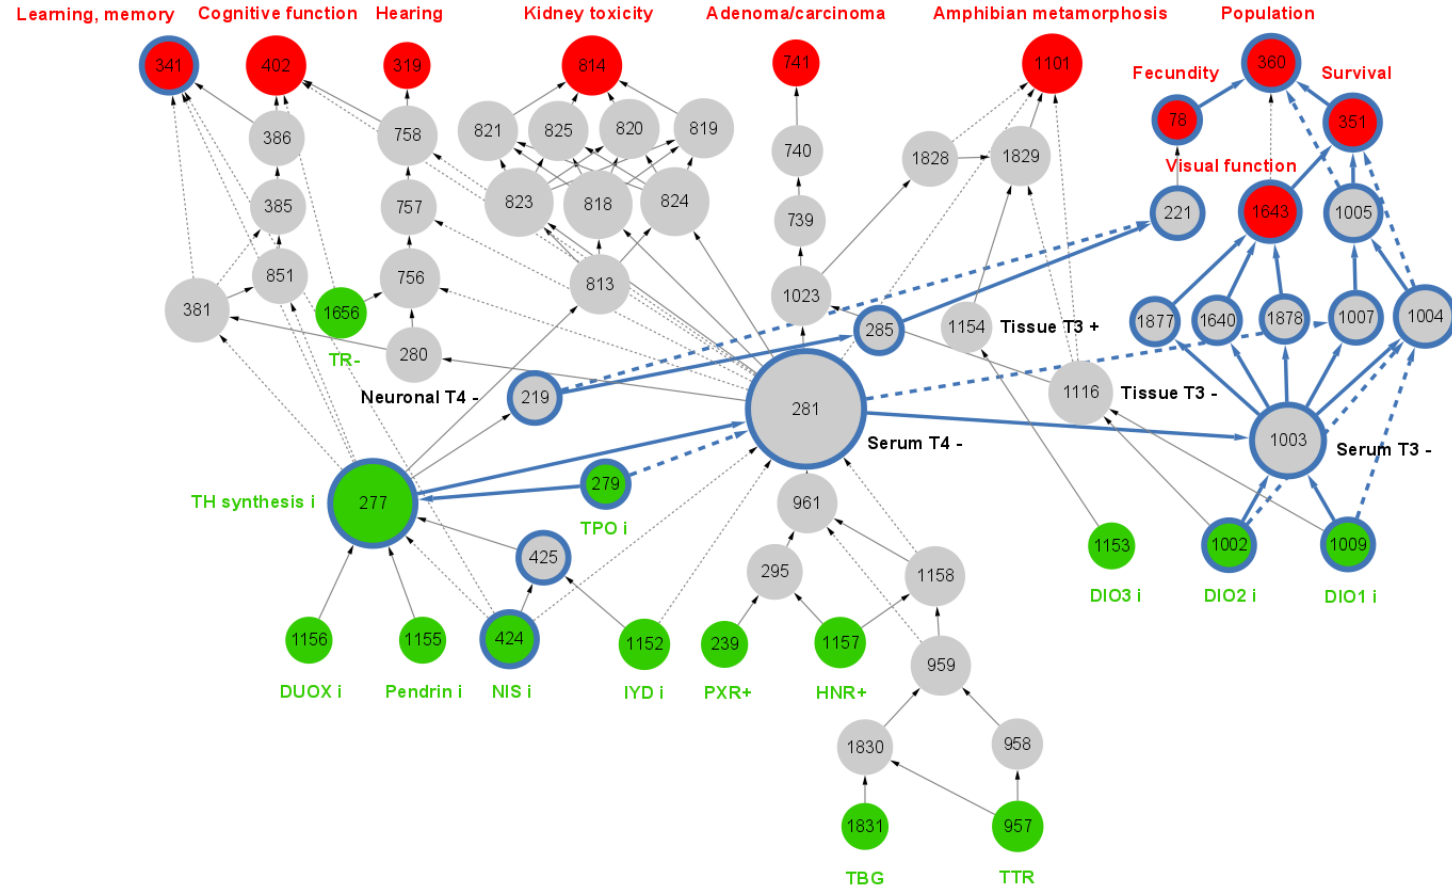 Learning, memory
Cognitive function
Hearing
Kidney toxicity
Adenoma/carcinoma
Amphibian metamorphosis
Population
341
402
319
814
741
1101
360
Fecundity
Survival
78
351
386
758
821
825
820
819
740
1828
1829
Visual function
385
757
823
818
824
739
221
1643
1005
381
851
1656
756
813
1023
285
1154
Tissue T3 +
1877
1640
1878
1007
1004
TR-
280
Neuronal T4 -
219
281
1116
Tissue T3 -
Serum T4 -
1003
Serum T3 -
TH synthesis i
277
279
TPO i
961
425
295
1158
1153
1002
1009
DIO3 i
DIO2 i
DIO1 i
1156
1155
424
1152
239
1157
959
DUOX i
Pendrin i
NIS i
IYD i
PXR+
HNR+
1830
958
1831
957
TBG
TTR